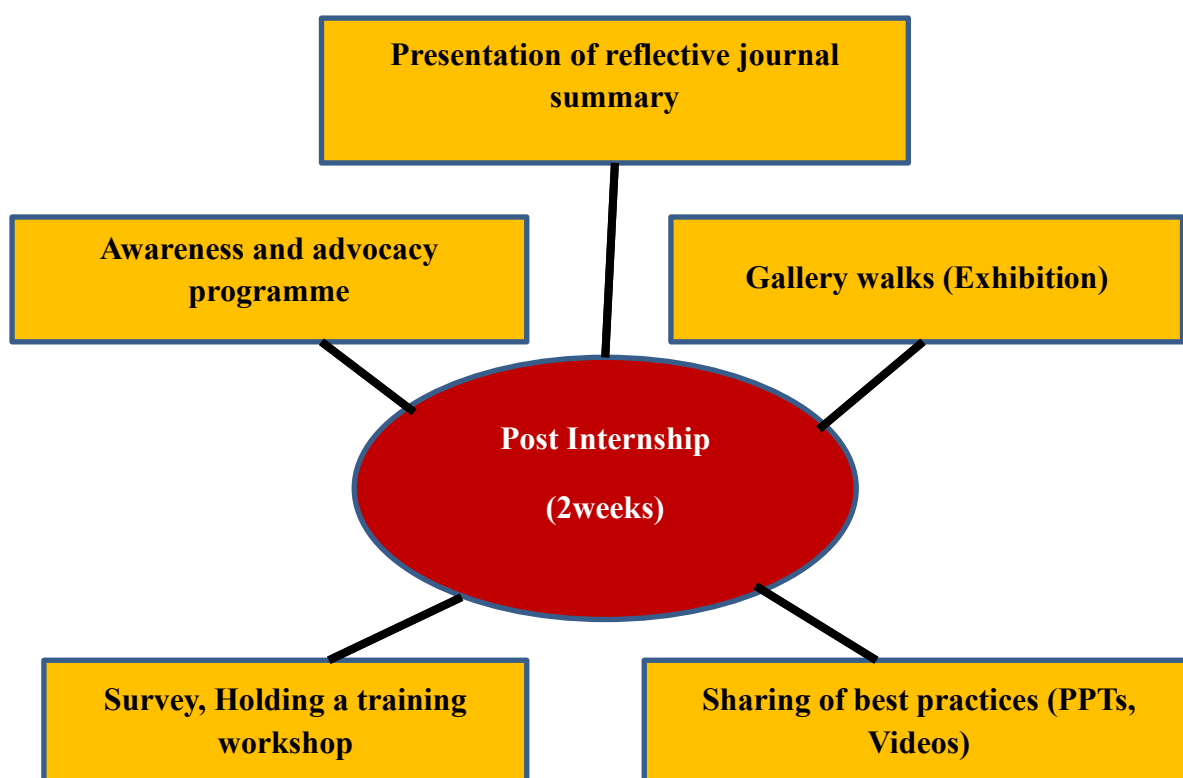 Presentation of reflective journal
summary
Awareness and advocacy
programme
Gallery walks (Exhibition)
Post Internship
(2weeks)
Survey, Holding a training
workshop
Sharing of best practices (PPTs,
Videos)